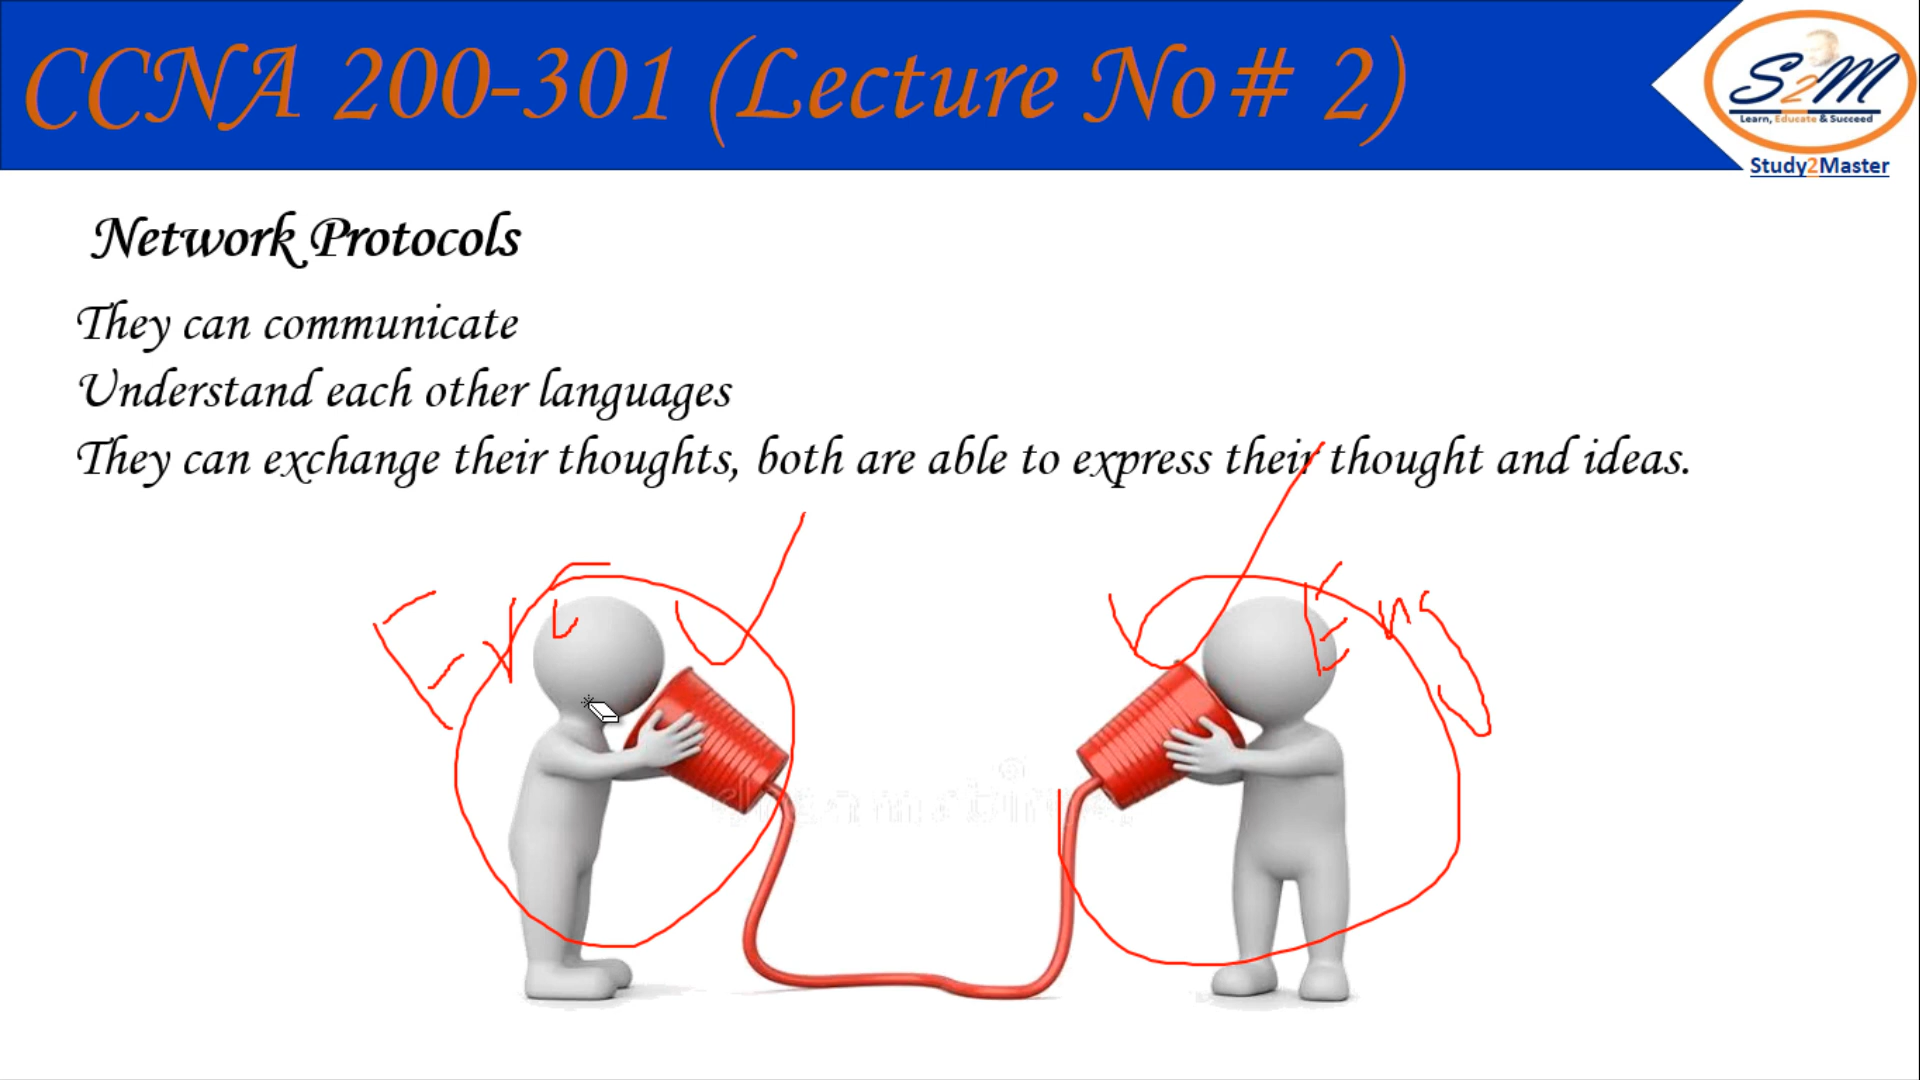 CCNA 200-301 (Lecture No# 2)
S2M
Learn, Educate & Succeed
Study2Master
Network Protocols
They can communicate
Understand each other languages
They can exchange their thoughts, both are able to express their thought and ideas.
Eng